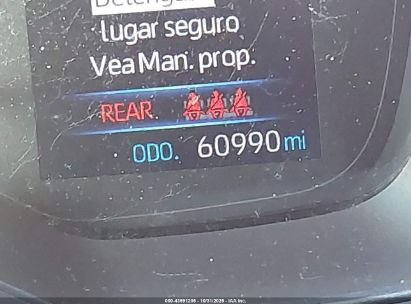 lugar seguro
Vea Man. prop.
REAR
ODO. 60990 mi